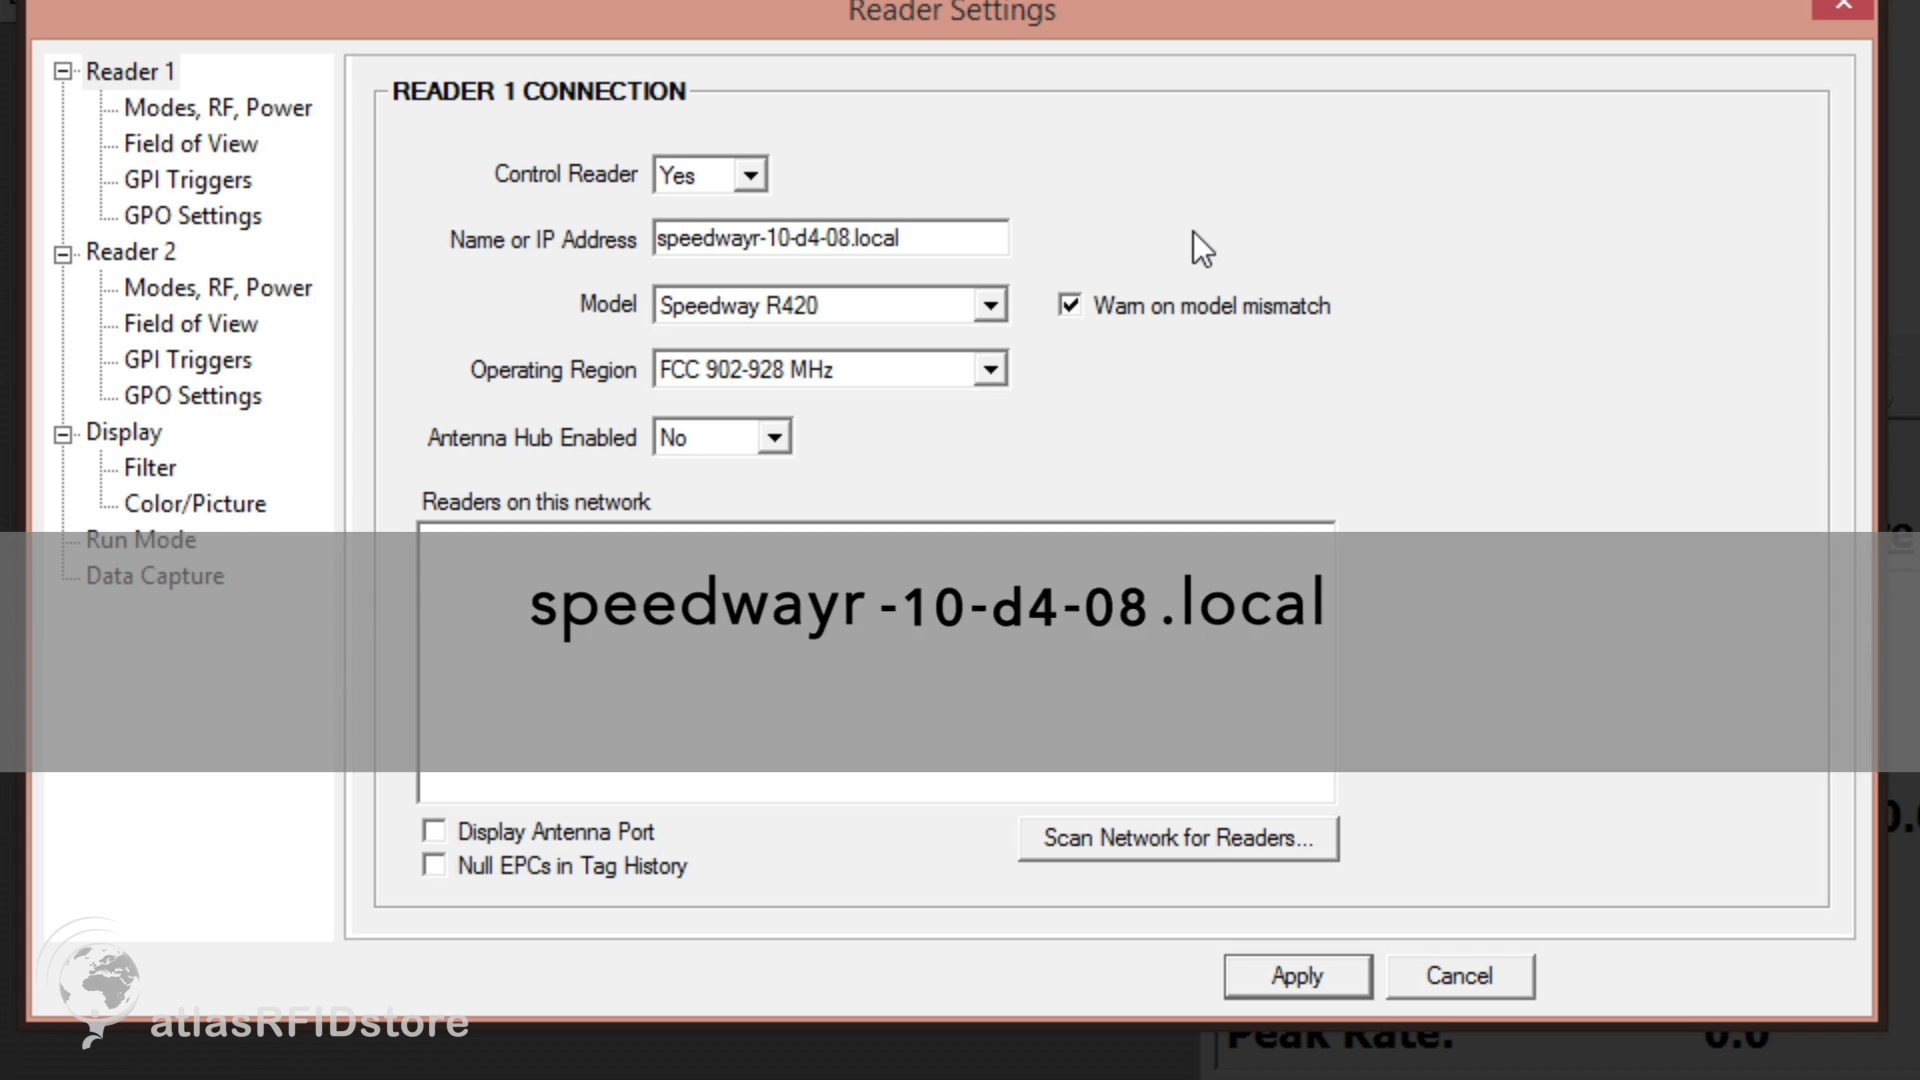 Reader Settings
Reader 1
Modes, RF, Power
Field of View
GPI Triggers
GPO Settings
Reader 2
Modes, RF, Power
Field of View
GPI Triggers
GPO Settings
Display
Filter
Color/Picture
Run Mode
Data Capture
READER 1 CONNECTION
Control Reader Yes
Name or IP Address speedwayr-10-d4-08.local
Model Speedway R420 Warn on model mismatch
Operating Region FCC 902-928 MHz
Antenna Hub Enabled No
Readers on this network
speedwayr -10-d4-08 .local
Display Antenna Port
Null EPCs in Tag History
Scan Network for Readers...
Apply Cancel
atlasRFIDstore
Peak Rate: 0.0